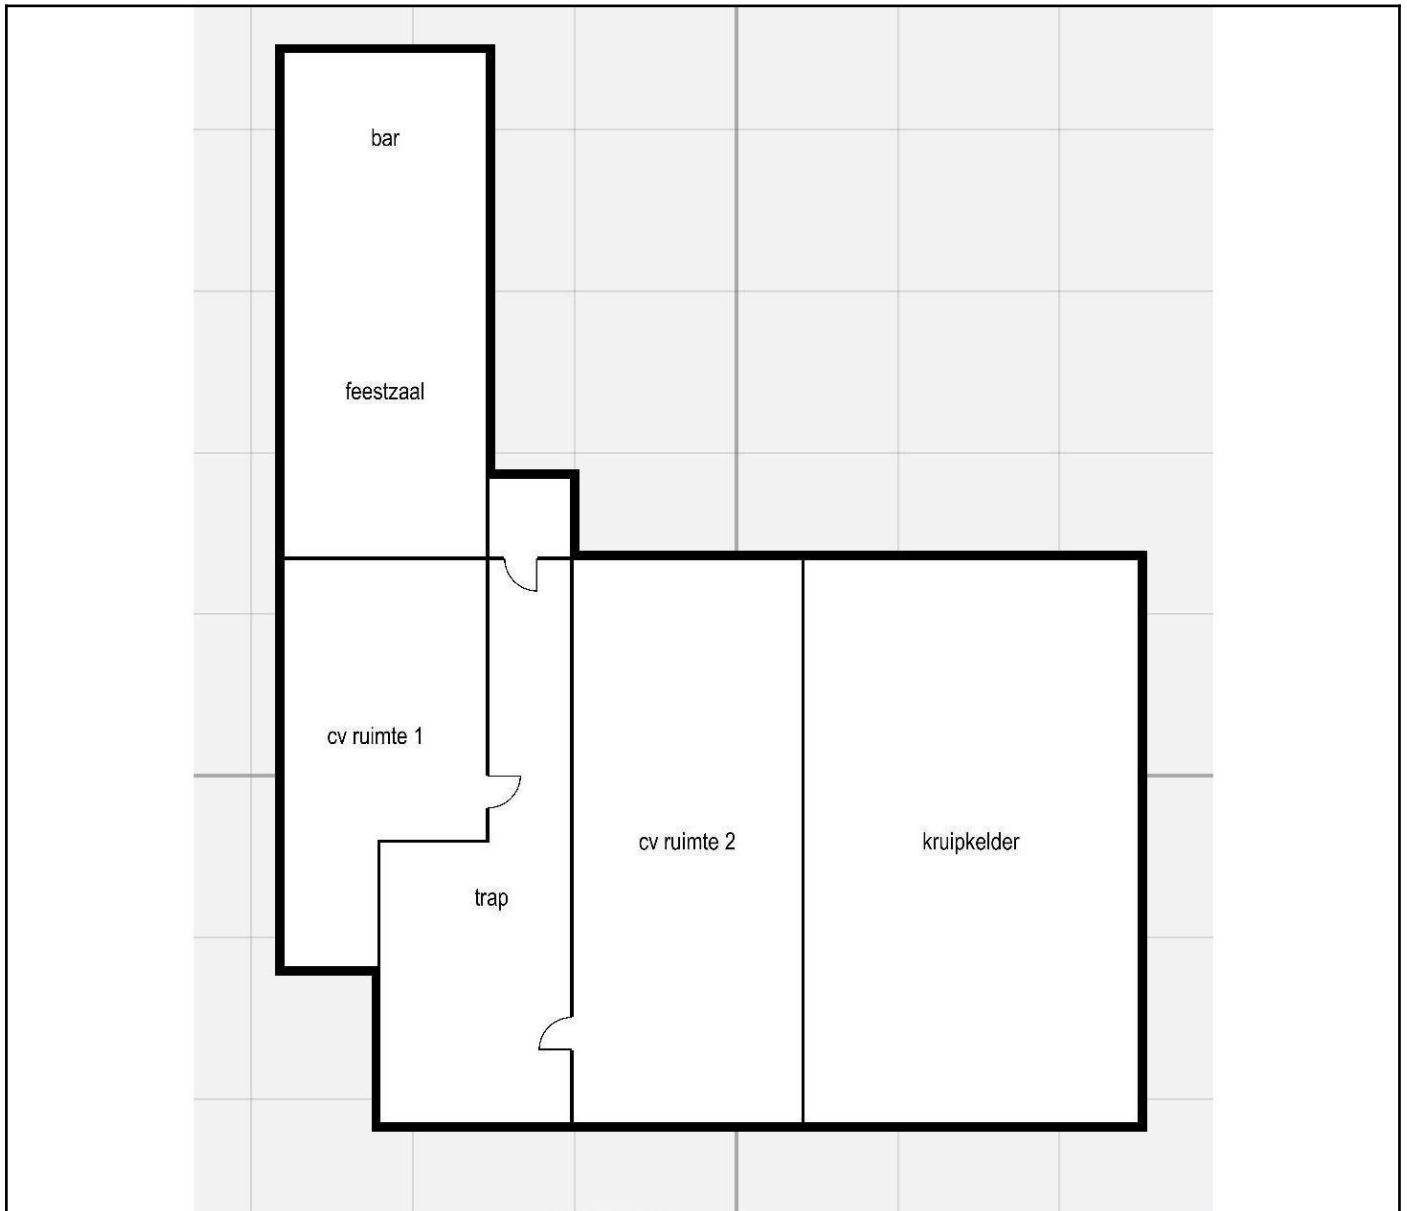 bar
feestzaal
cv ruimte 1
cv ruimte 2
kruipkelder
trap